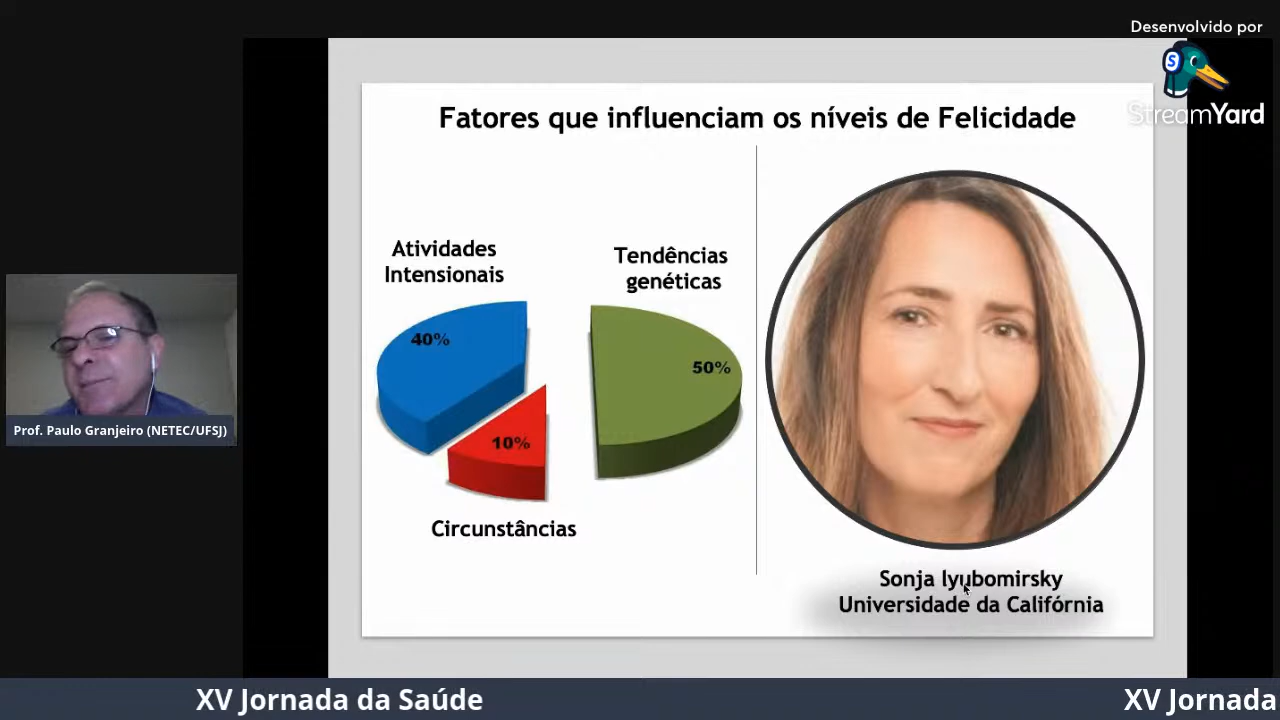 Desenvolvido por
StreamYard
Fatores que influenciam os níveis de Felicidade
Atividades
Intensionais
Tendências
genéticas
40%
50%
10%
Circunstâncias
Sonja lyubomirsky
Universidade da Califórnia
Prof. Paulo Granjeiro (NETEC/UFSJ)
XV Jornada da Saúde
XV Jornada